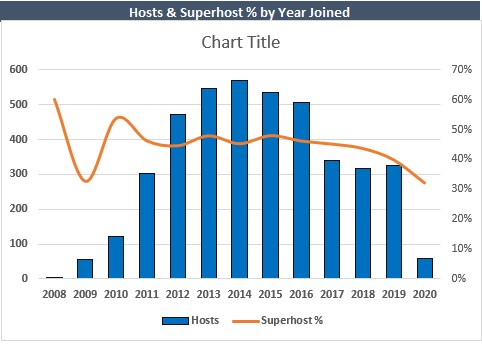 Hosts & Superhost % by Year Joined
Chart Title
600 70%
500 60%
400 50%
300 40%
200 30%
100 20%
0 10%
0%
2008 2009 2010 2011 2012 2013 2014 2015 2016 2017 2018 2019 2020
Hosts Superhost %